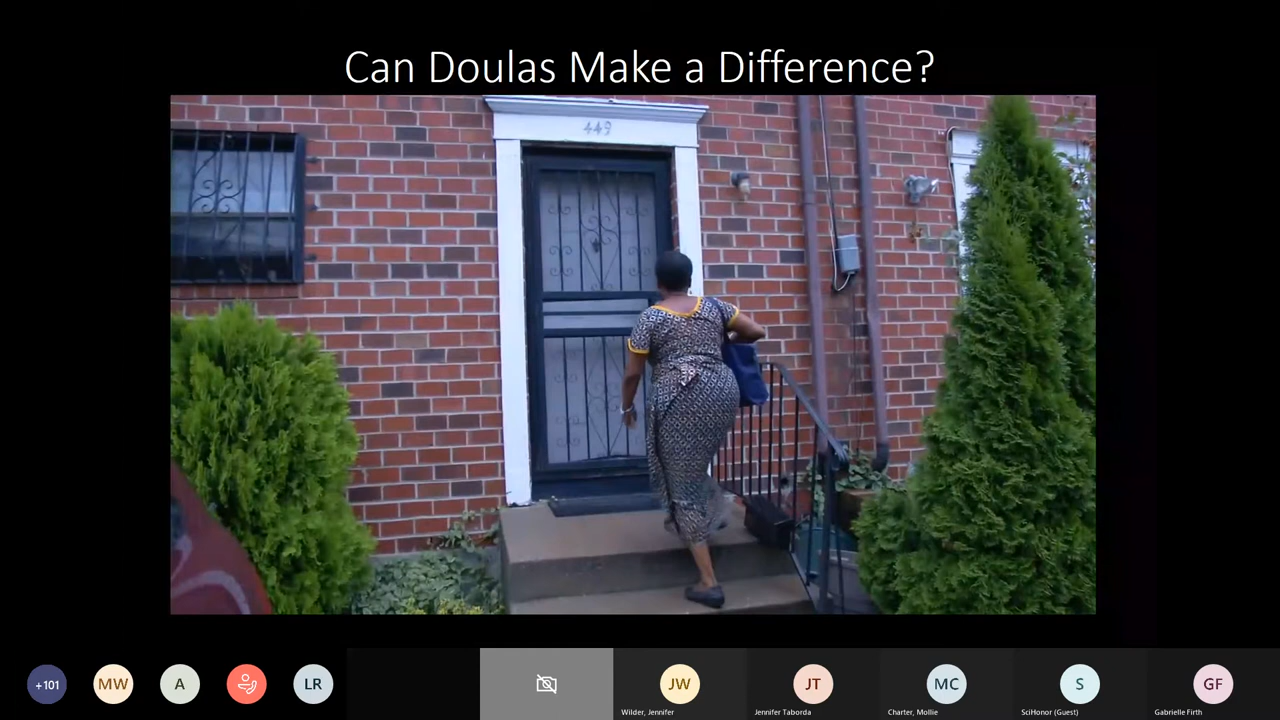 Can Doulas Make a Difference?
449
+101
MW
A
LR
JW
JT
MC
S
GF
Wilder, Jennifer
Jennifer Taborda
Charter, Mollie
SciHonor (Guest)
Gabrielle Firth